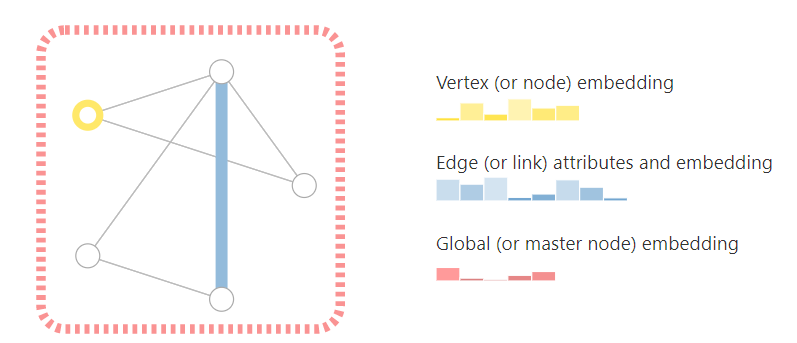 Vertex (or node) embedding
Edge (or link) attributes and embedding
Global (or master node) embedding